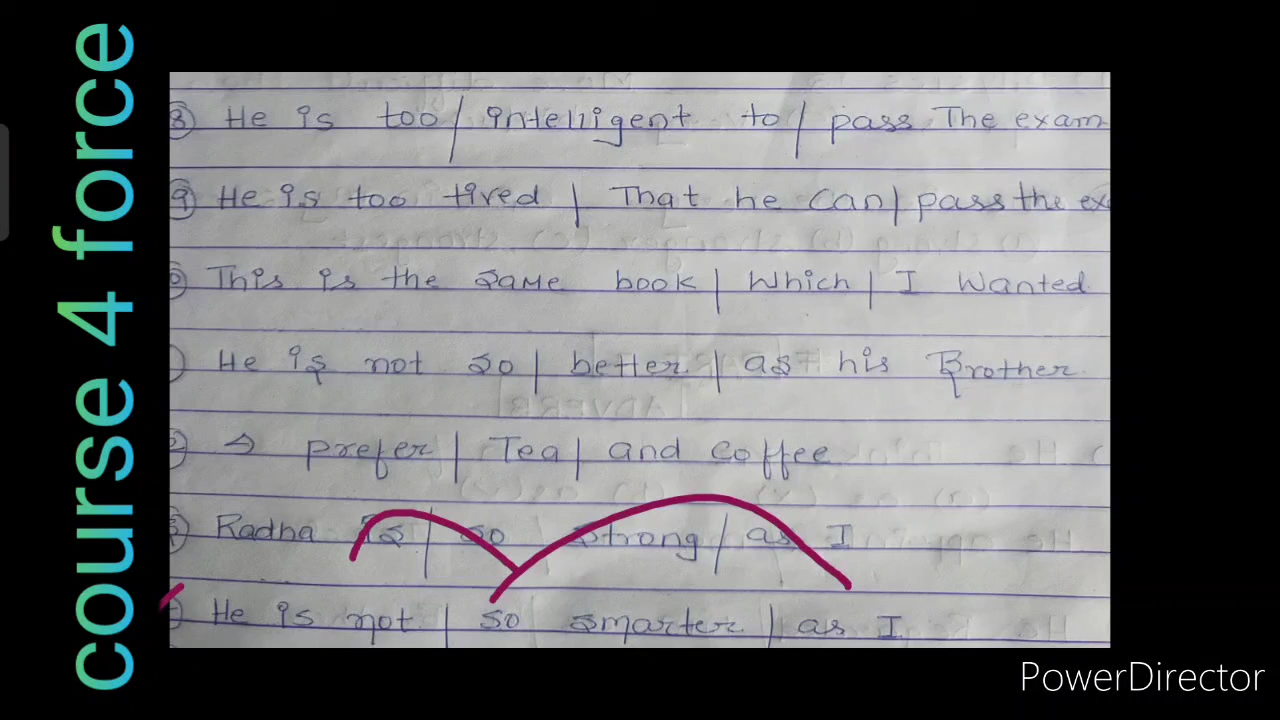 course 4 force
8) He is too / intelligent to / pass The exam
9) He is too tired / That he Can / pass the ex
This is the same book / which / I Wanted
He is not so / better / as his Brother
prefer / Tea / and coffee
Radha is / so strong / as I
He is not / so smarter / as I
PowerDirector